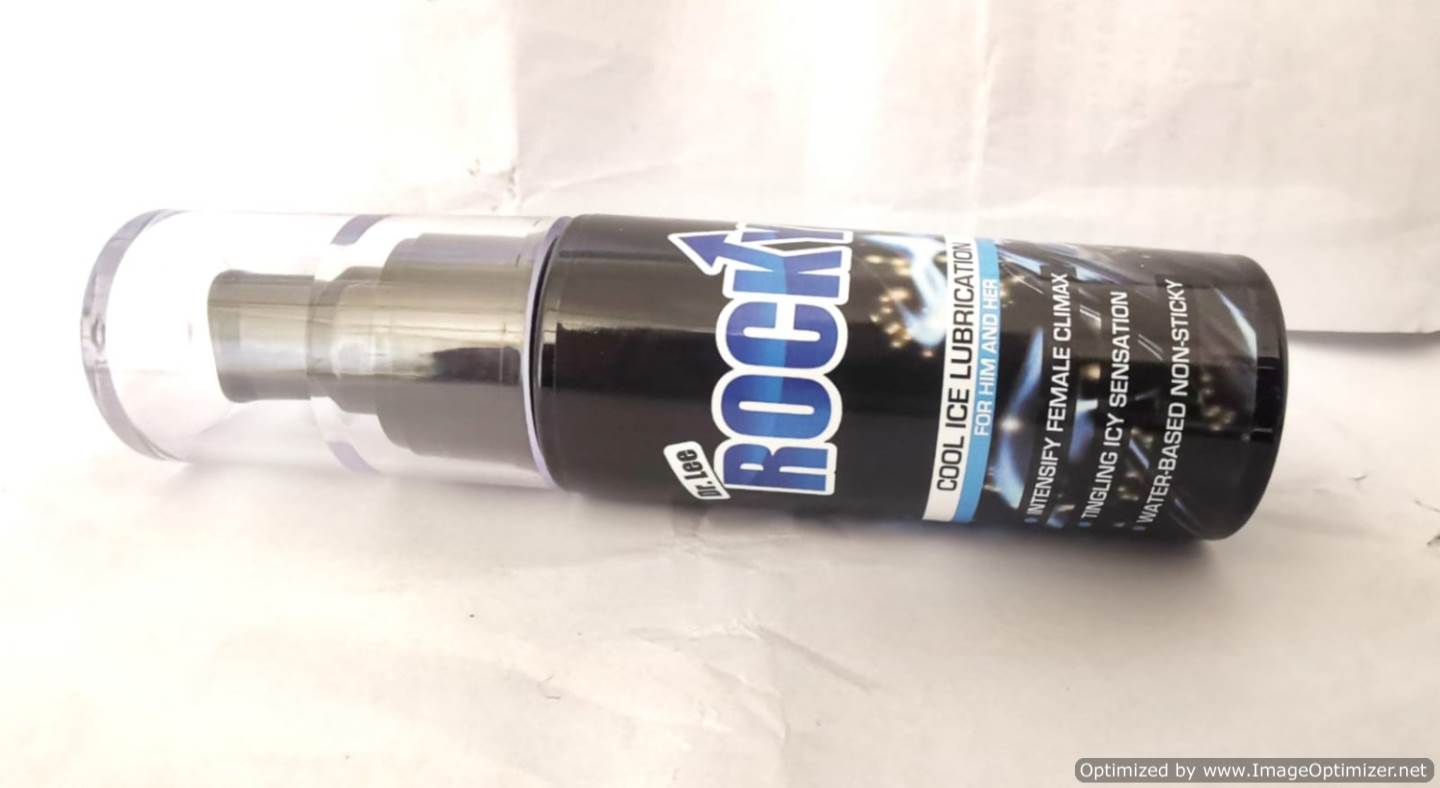 Dr. Lee
ROCKY
COOL ICE LUBRICATION
FOR HIM AND HER
INTENSIFY FEMALE CLIMAX
TINGLING ICY SENSATION
WATER-BASED NON-STICKY
Optimized by www.ImageOptimizer.net